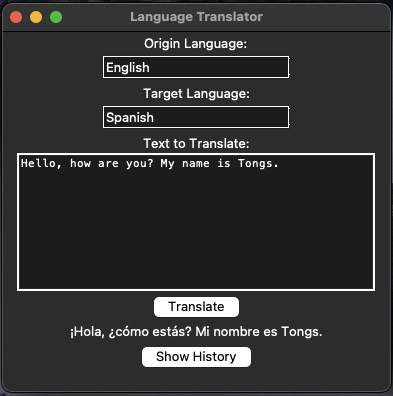 Language Translator
Origin Language:
English
Target Language:
Spanish
Text to Translate:
Hello, how are you? My name is Tongs.
Translate
¡Hola, ¿cómo estás? Mi nombre es Tongs.
Show History